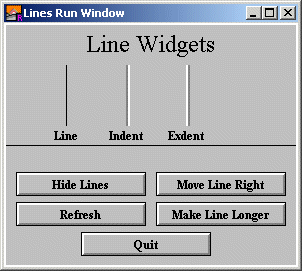 Lines Run Window
Line Widgets
Line Indent Exdent
Hide Lines Move Line Right
Refresh Make Line Longer
Quit